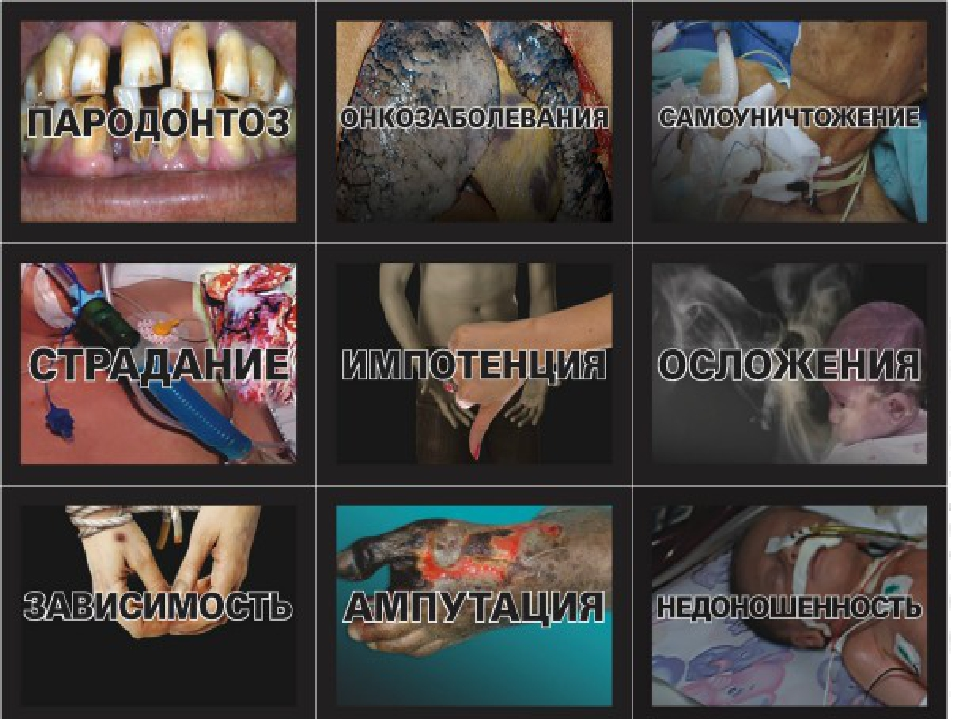 ПАРОДОНТОЗ
ОНКОЗАБОЛЕВАНИЯ
САМОУНИЧТОЖЕНИЕ
СТРАДАНИЕ
ИМПОТЕНЦИЯ
ОСЛОЖЕНИЯ
ЗАВИСИМОСТЬ
АМПУТАЦИЯ
НЕДОНОШЕННОСТЬ